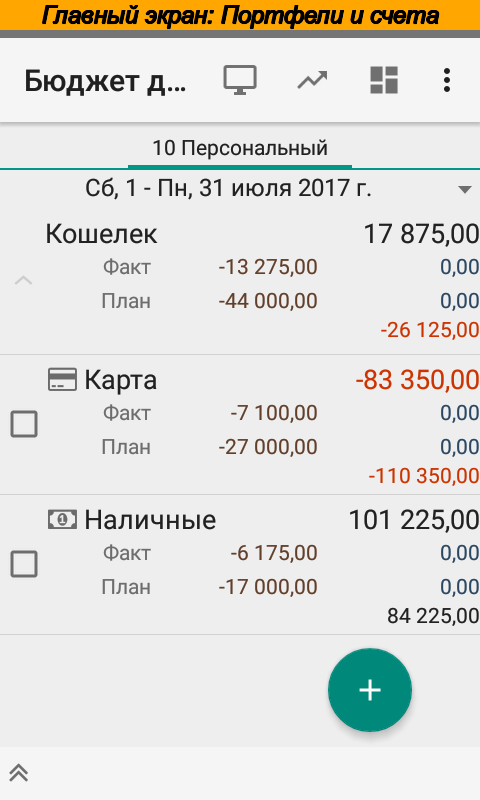 Главный экран: Портфели и счета
Бюджет д...
10 Персональный
Сб, 1 - Пн, 31 июля 2017 г.
Кошелек 17 875,00
Факт -13 275,00 0,00
План -44 000,00 0,00
-26 125,00
Карта -83 350,00
Факт -7 100,00 0,00
План -27 000,00 0,00
-110 350,00
Наличные 101 225,00
Факт -6 175,00 0,00
План -17 000,00 0,00
84 225,00